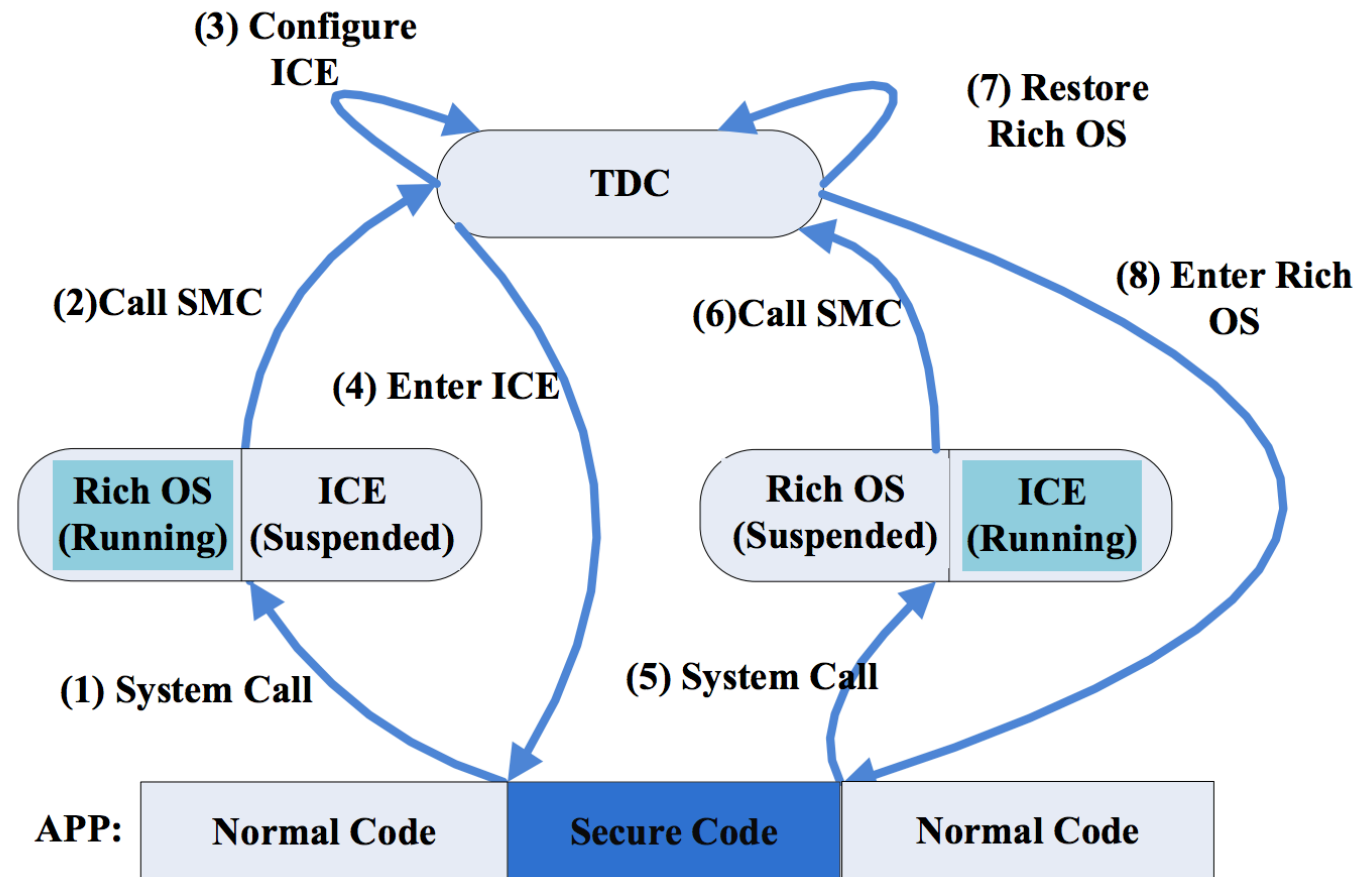 (3) Configure
ICE
(7) Restore
Rich OS
TDC
(2)Call SMC
(6)Call SMC
(8) Enter Rich
OS
(4) Enter ICE
Rich OS
(Running)
ICE
(Suspended)
Rich OS
(Suspended)
ICE
(Running)
(1) System Call
(5) System Call
APP:
Normal Code
Secure Code
Normal Code